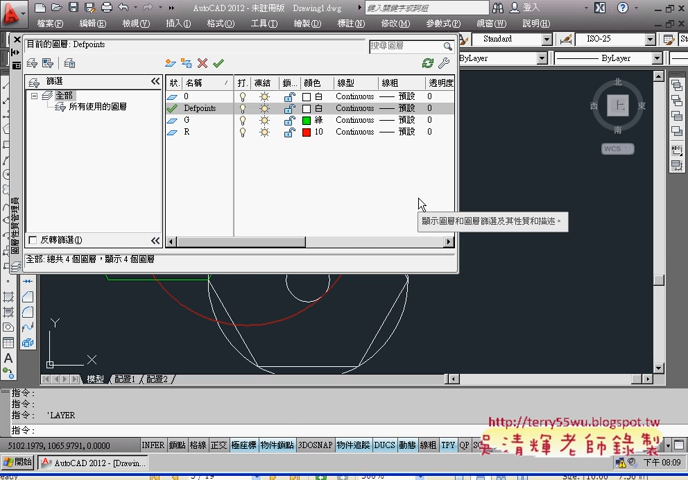 AutoCAD 2012 - 未註冊版 Drawing1.dwg
鍵入關鍵字或片語
登入
檔案(F) 編輯(E) 檢視(V) 插入(I) 格式(O) 工具(T) 繪製(D) 標註(N) 修改(M) 參數(P) 視窗(W) 說明(H)
Standard ISO-25
ByLayer ByLayer
目前的圖層: Defpoints
搜尋圖層
篩選
全部
所有使用的圖層
反轉篩選(I)
狀. 名稱 打. 凍結 鎖... 顏色 線型 線粗 透明度
0 白 Continuous 預設 0
Defpoints 白 Continuous 預設 0
G 綠 Continuous 預設 0
R 10 Continuous 預設 0
顯示圖層和圖層篩選及其性質和描述。
全部: 總共 4 個圖層，顯示 4 個圖層
圖層性質管理員
北
西 上 東
南
WCS
Y
X
模型 配置1 配置2
指令:
指令:
指令: 'LAYER
指令:
http://terry55wu.blogspot.tw
吳清輝老師錄製
5102.1979, 1065.9791, 0.0000
INFER 鎖點 格線 正交 極座標 物件鎖點 3DOSNAP 物件追蹤 DUCS 動態 線粗 TPY QP
開始
AutoCAD 2012 - [Drawin...
下午 08:09